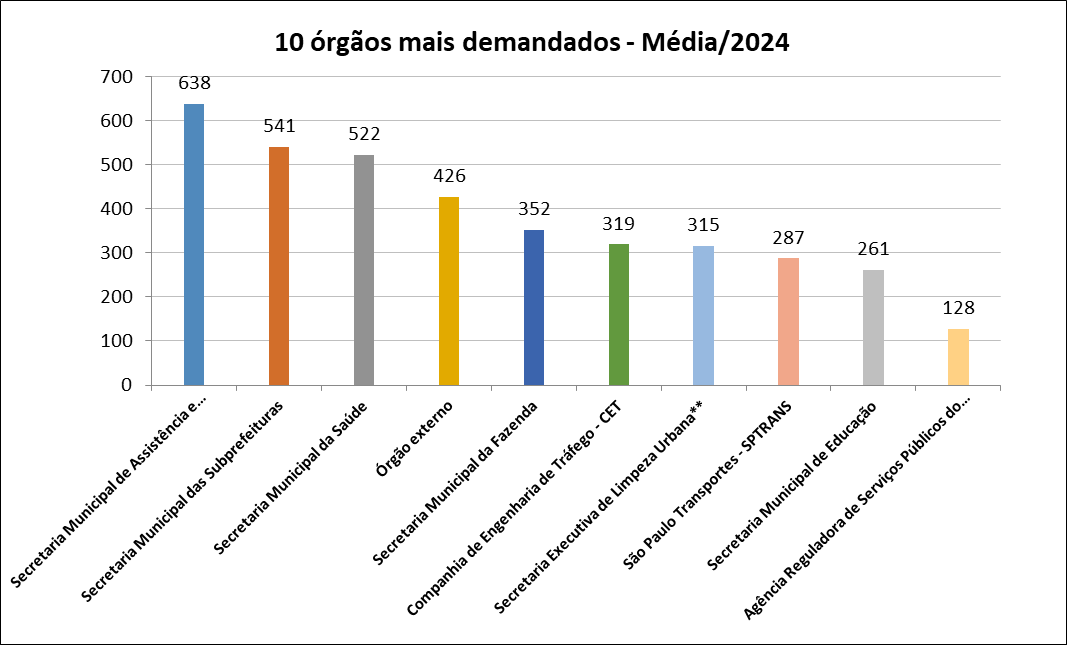 10 órgãos mais demandados - Média/2024
700
600
500
400
300
200
100
0
638
541
522
426
352
319
315
287
261
128
Secretaria Municipal de Assistência e...
Secretaria Municipal das Subprefeituras
Secretaria Municipal da Saúde
Órgão externo
Secretaria Municipal da Fazenda
Companhia de Engenharia de Tráfego - CET
Secretaria Executiva de Limpeza Urbana**
São Paulo Transportes - SPTRANS
Secretaria Municipal de Educação
Agência Reguladora de Serviços Públicos do...